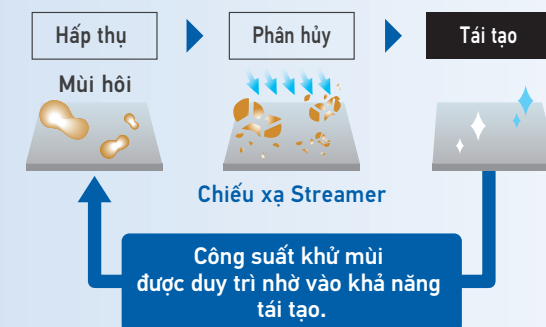 Hấp thụ
Phân hủy
Tái tạo
Mùi hôi
Chiếu xạ Streamer
Công suất khử mùi
được duy trì nhờ vào khả năng
tái tạo.